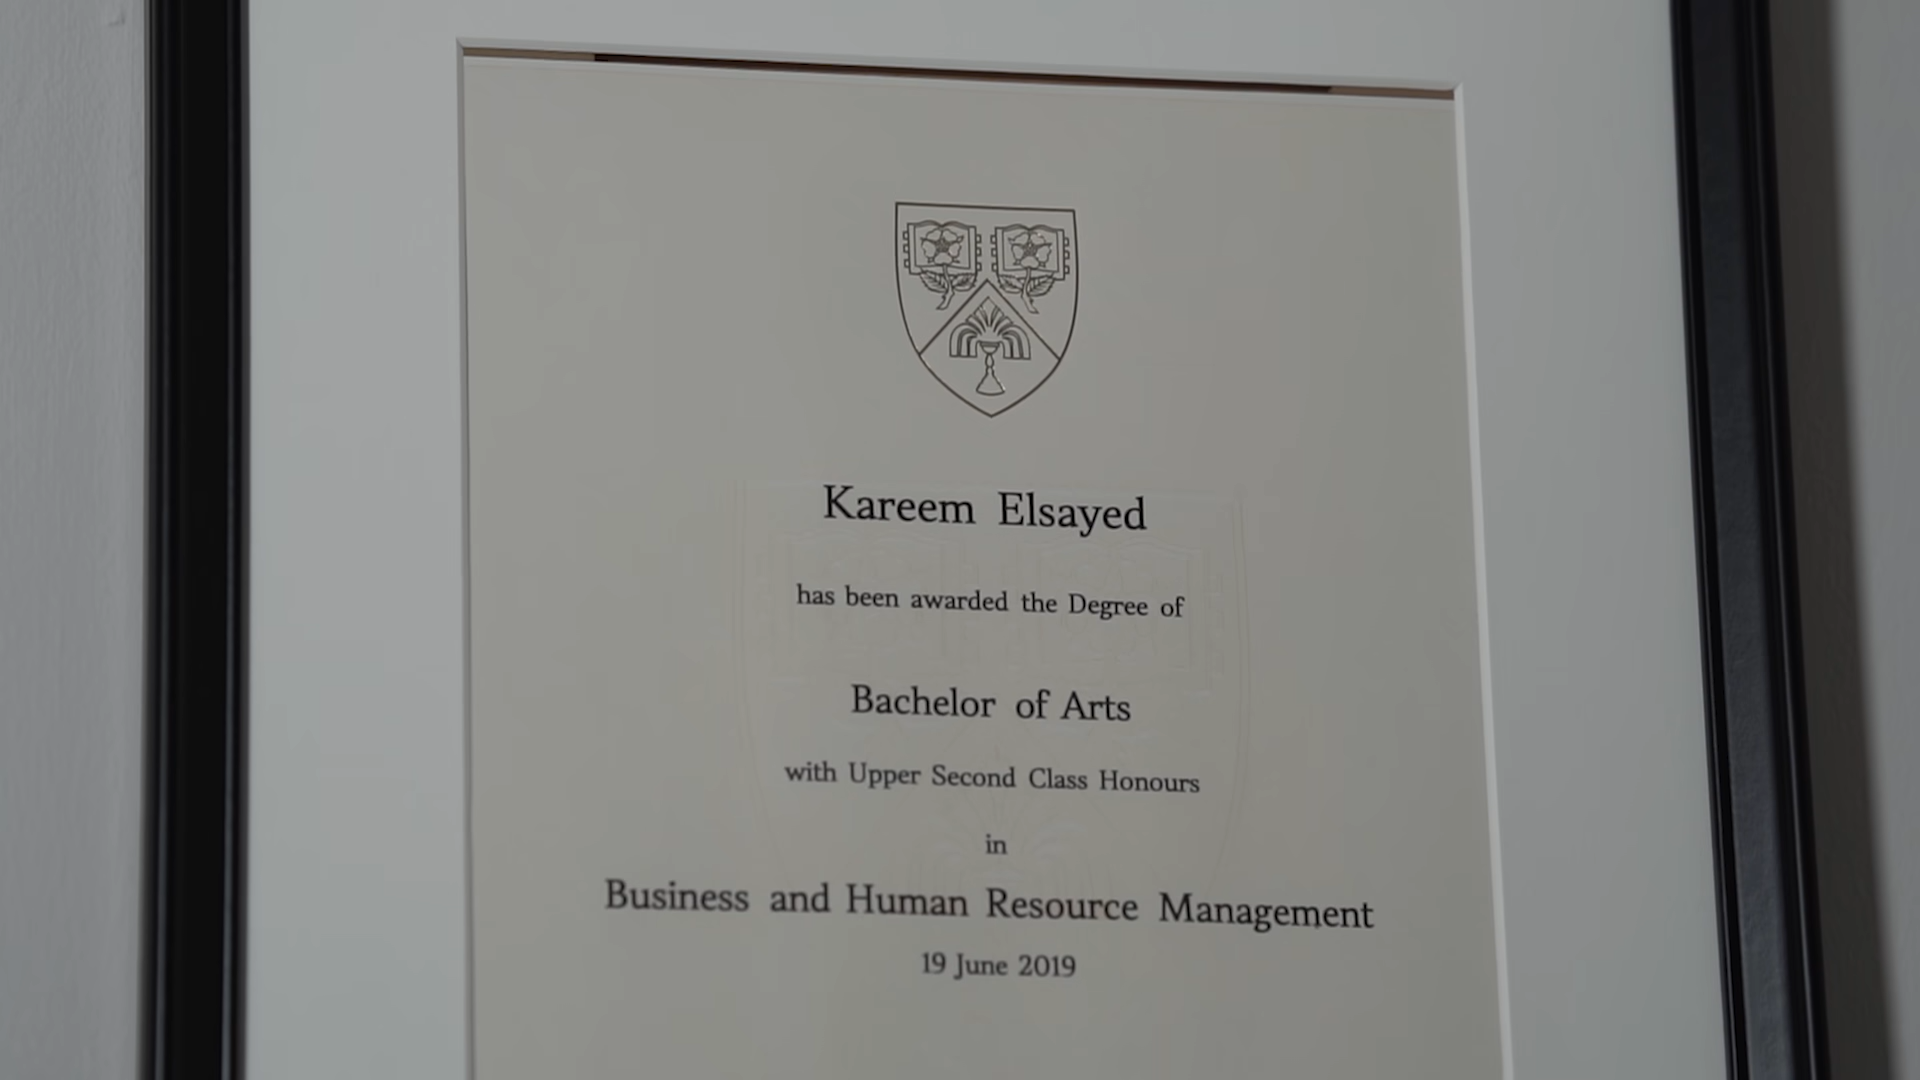 Kareem Elsayed
has been awarded the Degree of
Bachelor of Arts
with Upper Second Class Honours
in
Business and Human Resource Management
19 June 2019